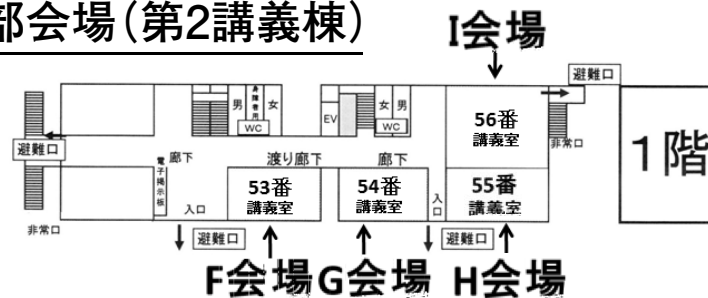 部会場（第2講義棟）
I会場
避難口
男
身障者用
女
WC
EV
女
男
WC
56番
講義室
非常口
1階
避難口
電子掲示板
廊下
渡り廊下
廊下
53番
講義室
54番
講義室
55番
講義室
入口
入口
非常口
避難口
避難口
F会場
G会場
H会場